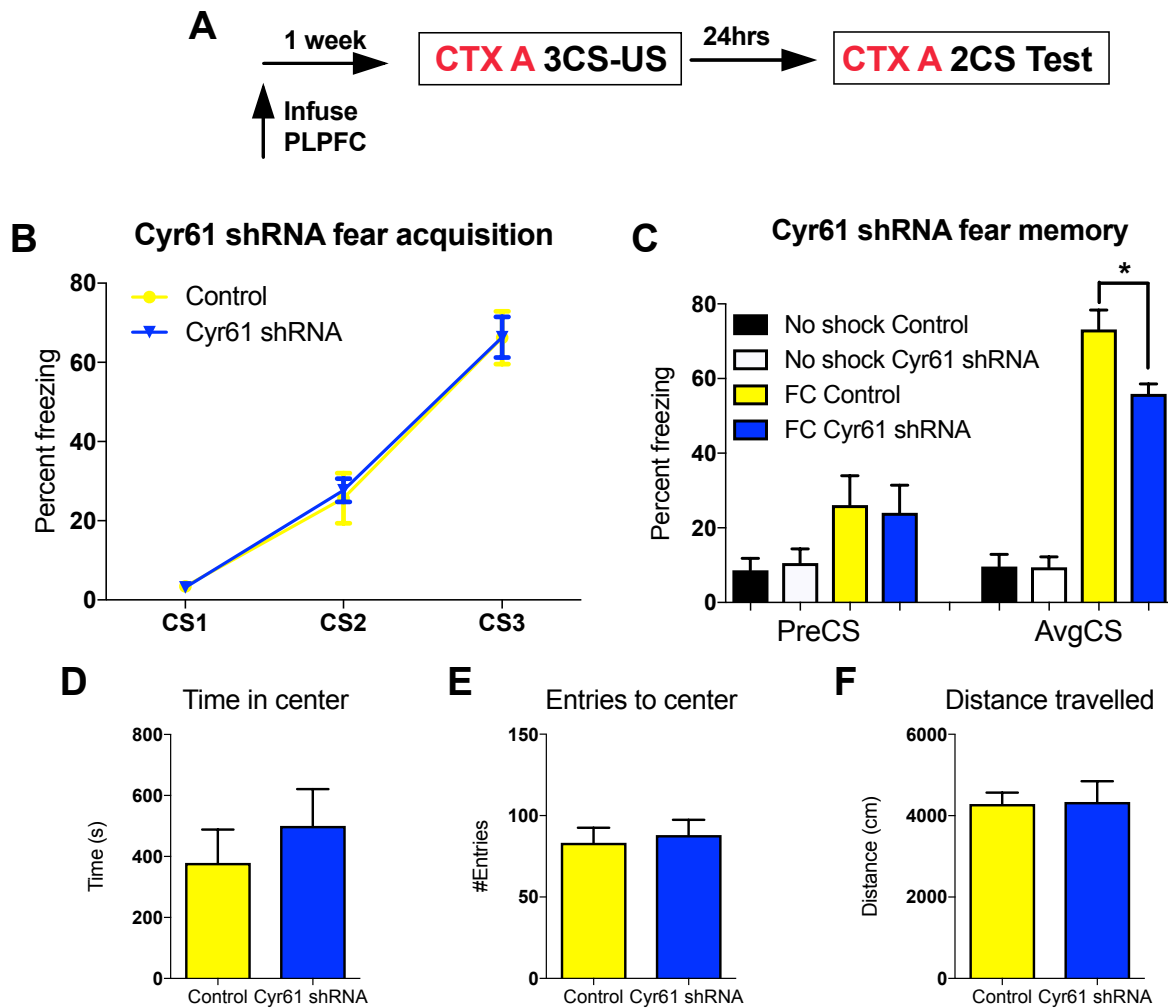 A
1 week
CTX A 3CS-US
24hrs
CTX A 2CS Test
Infuse
PLPFC
B
Cyr61 shRNA fear acquisition
Control
Cyr61 shRNA
Percent freezing
80
60
40
20
0
CS1 CS2 CS3
C
Cyr61 shRNA fear memory
*
No shock Control
No shock Cyr61 shRNA
FC Control
FC Cyr61 shRNA
Percent freezing
80
60
40
20
0
PreCS AvgCS
D
Time in center
Time (s)
800
600
400
200
0
Control Cyr61 shRNA
E
Entries to center
#Entries
150
100
50
0
Control Cyr61 shRNA
F
Distance travelled
Distance (cm)
6000
4000
2000
0
Control Cyr61 shRNA